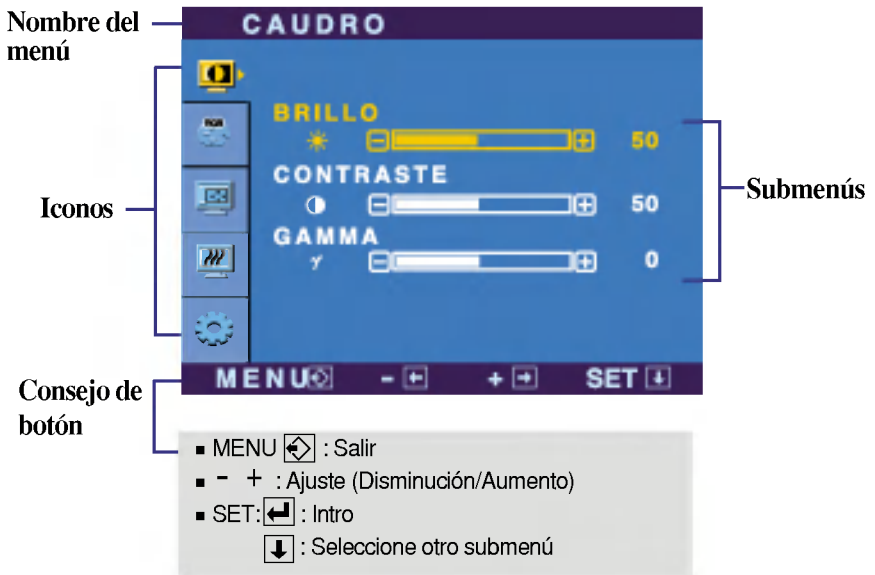 Nombre del
menú
CAUDRO
BRILLO
50
CONTRASTE
50
GAMMA
0
Iconos
Submenús
MENU - + SET
Consejo de
botón
▪ MENU : Salir
▪ - + : Ajuste (Disminución/Aumento)
▪ SET: : Intro
: Seleccione otro submenú